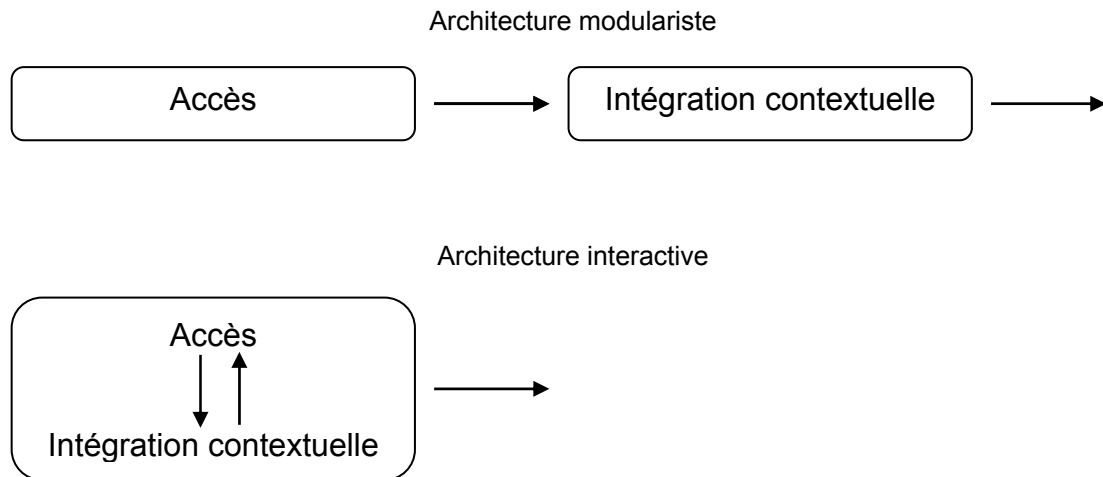 Architecture modulariste
Accès
Intégration contextuelle
Architecture interactive
Accès
Intégration contextuelle